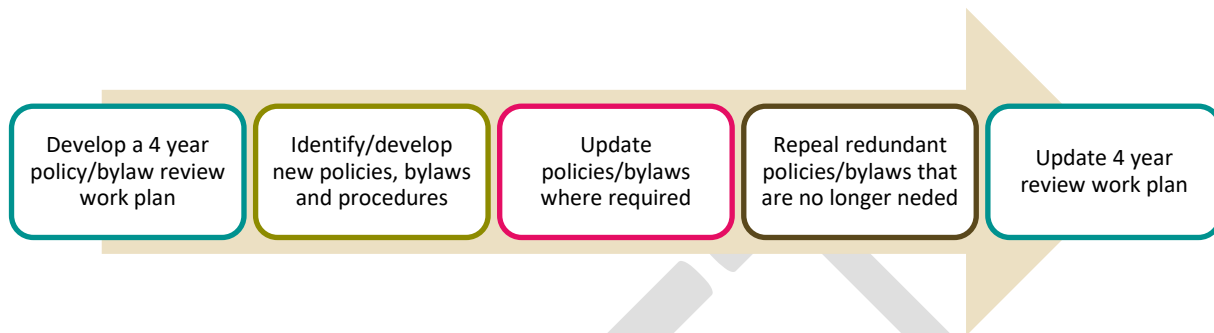 Develop a 4 year
policy/bylaw review
work plan
Identify/develop
new policies, bylaws
and procedures
Update
policies/bylaws
where required
Repeal redundant
policies/bylaws that
are no longer neded
Update 4 year
review work plan